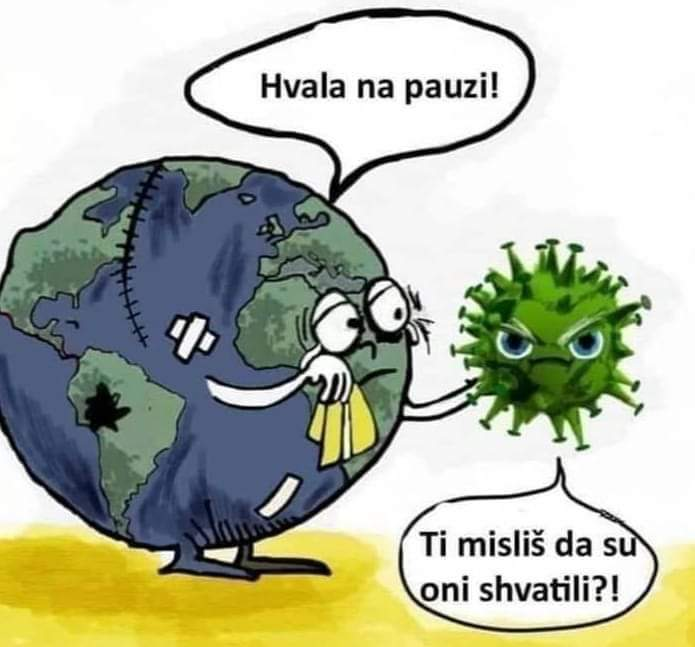 Hvala na pauzi!
Ti misliš da su
oni shvatili?!